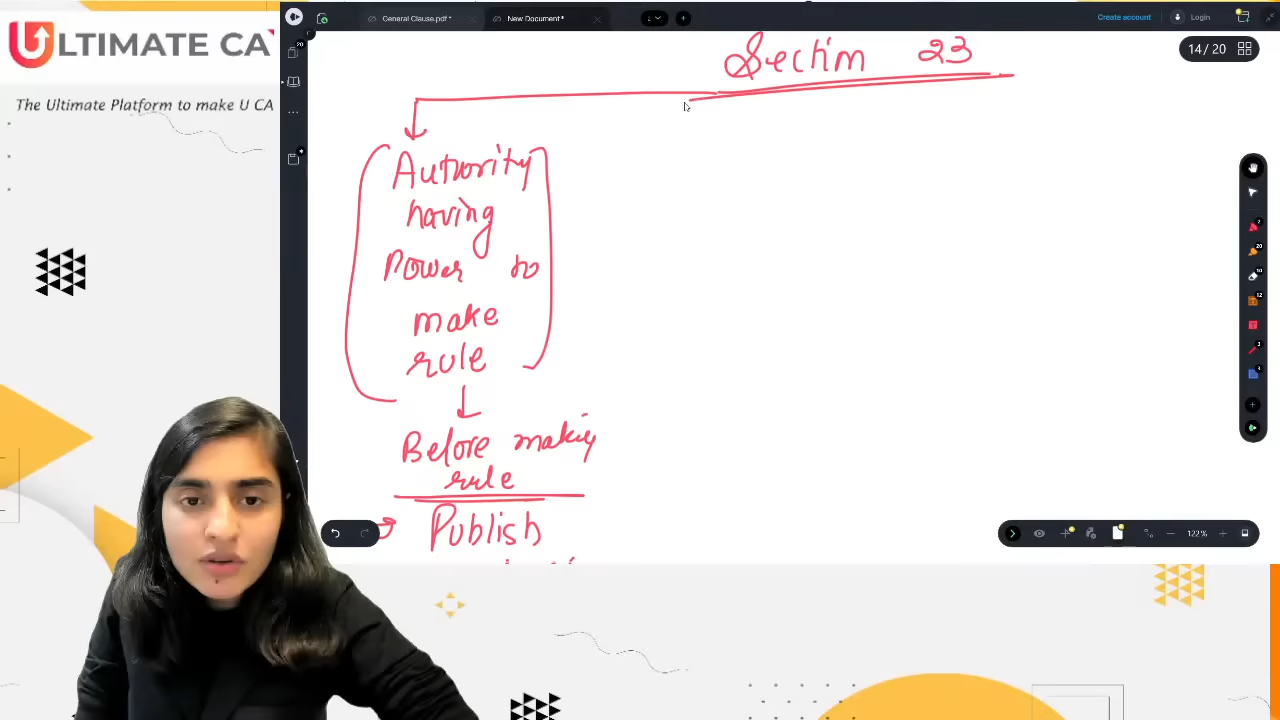 ULTIMATE CA
The Ultimate Platform to make U CA
General Clause.pdf *
New Document*
Create account
Login
14 / 20
Section 23
Authority
having
Power to
make
rule
Before making
rule
Publish
122%